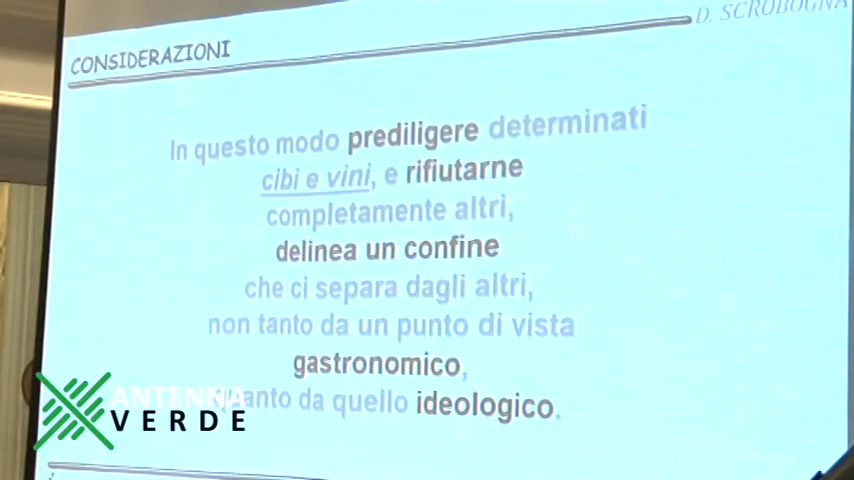 D. SCROBOGNA
CONSIDERAZIONI
In questo modo prediligere determinati
cibi e vini, e rifiutarne
completamente altri,
delinea un confine
che ci separa dagli altri,
non tanto da un punto di vista
gastronomico,
quanto da quello ideologico.
ANTENNA
VERDE